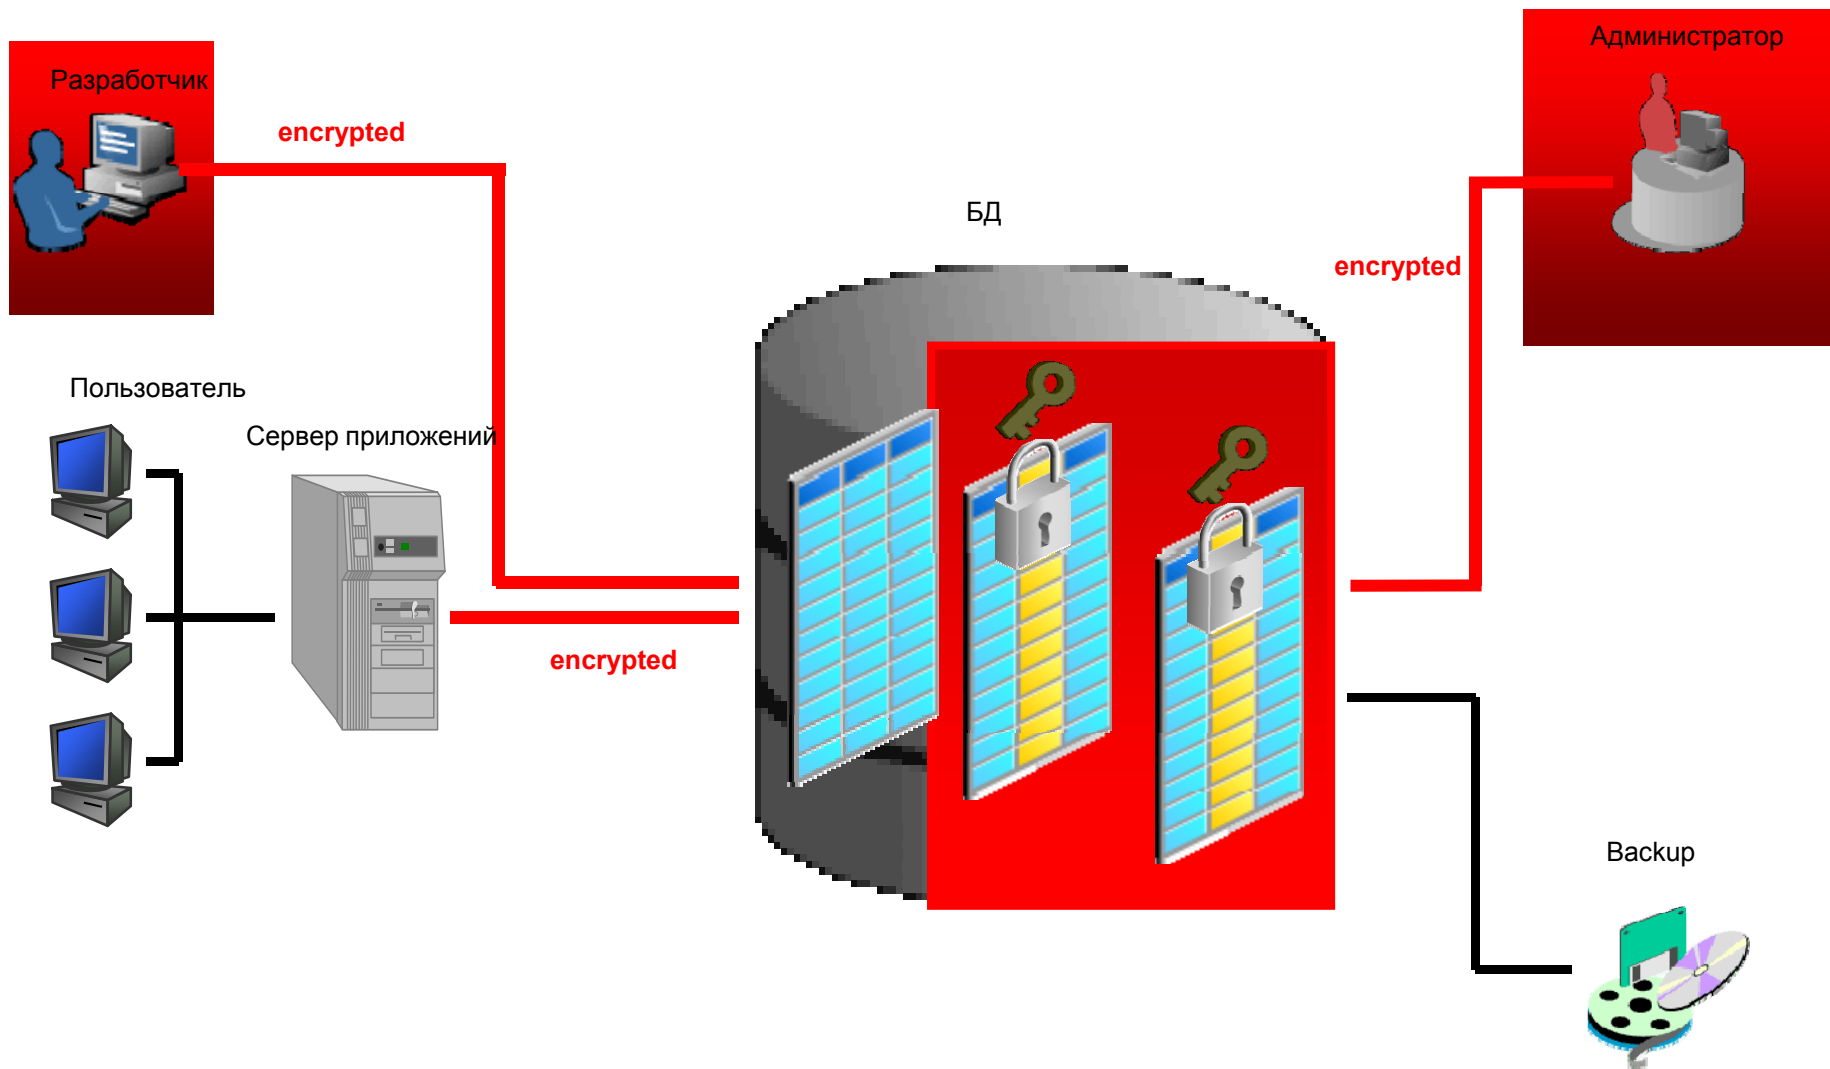 Администратор
Разработчик
encrypted
БД
encrypted
Пользователь
Сервер приложений
encrypted
Backup